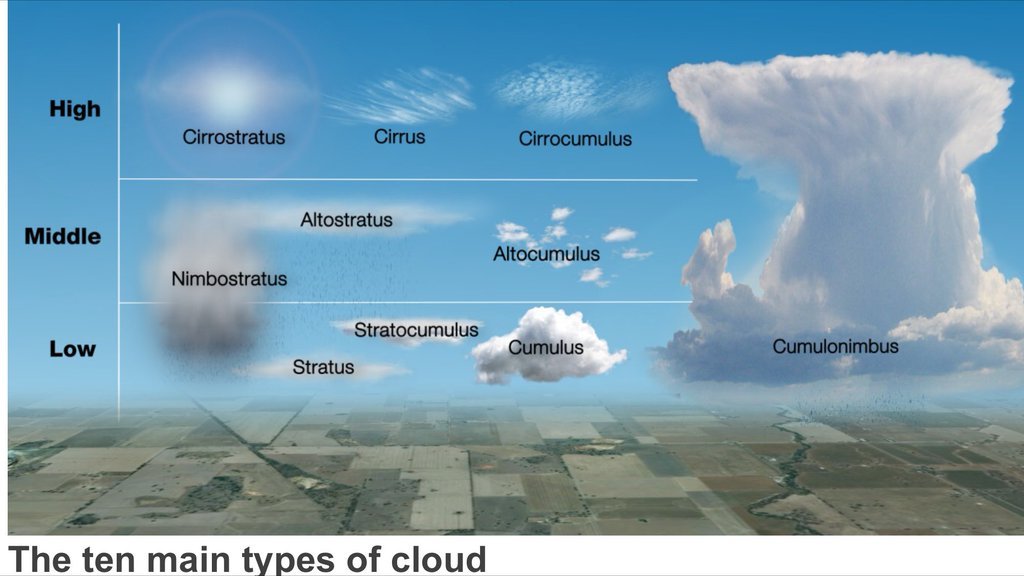 High
Cirrostratus
Cirrus
Cirrocumulus
Middle
Altostratus
Altocumulus
Nimbostratus
Low
Stratocumulus
Cumulus
Cumulonimbus
Stratus
The ten main types of cloud